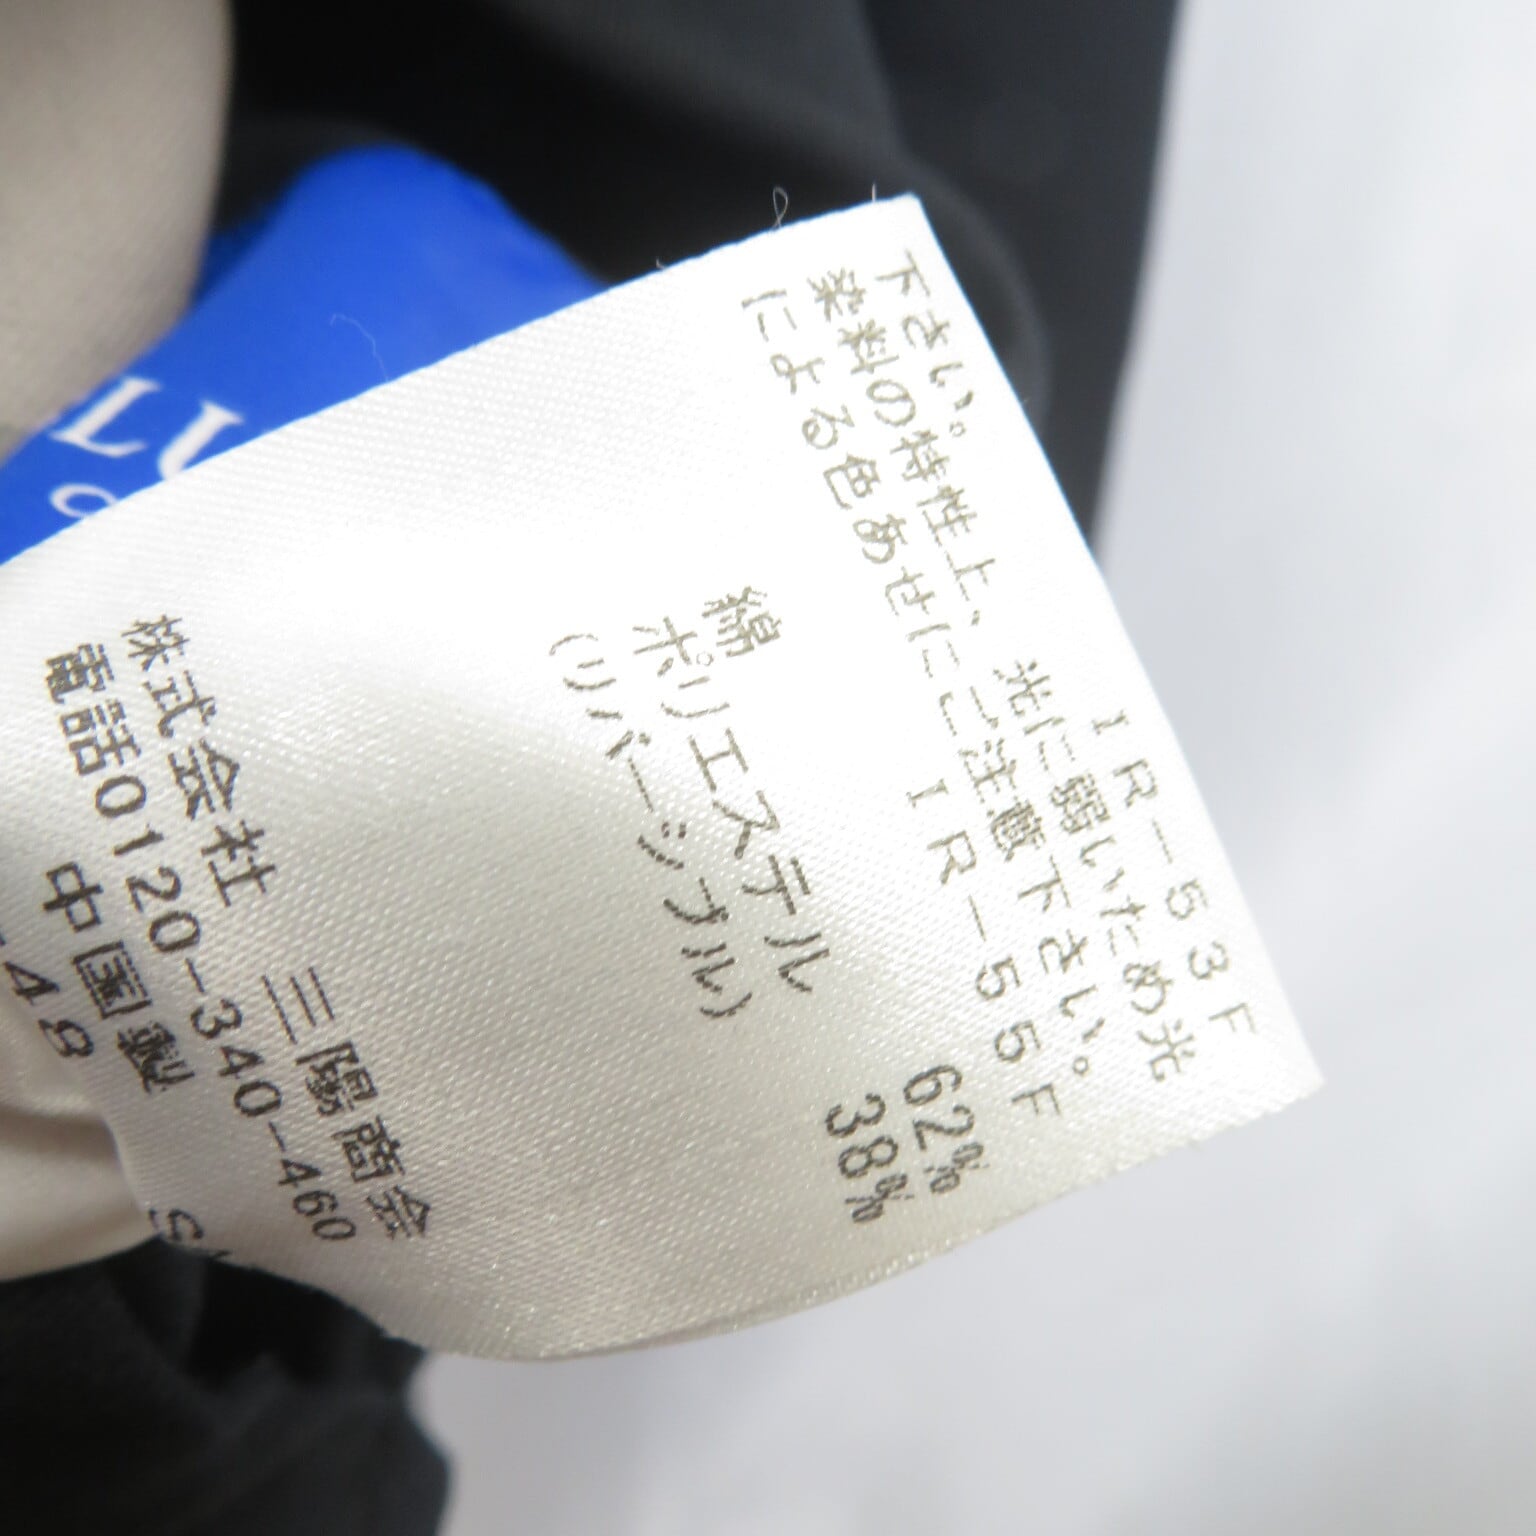 下さい。
IR-53F
染料の特性上、光に弱いため光
による色あせにご注意下さい。
IR-55F
綿 62%
ポリエステル 38%
(リバーシブル)
株式会社 三陽商会
電話0120-340-460
中国製
-48